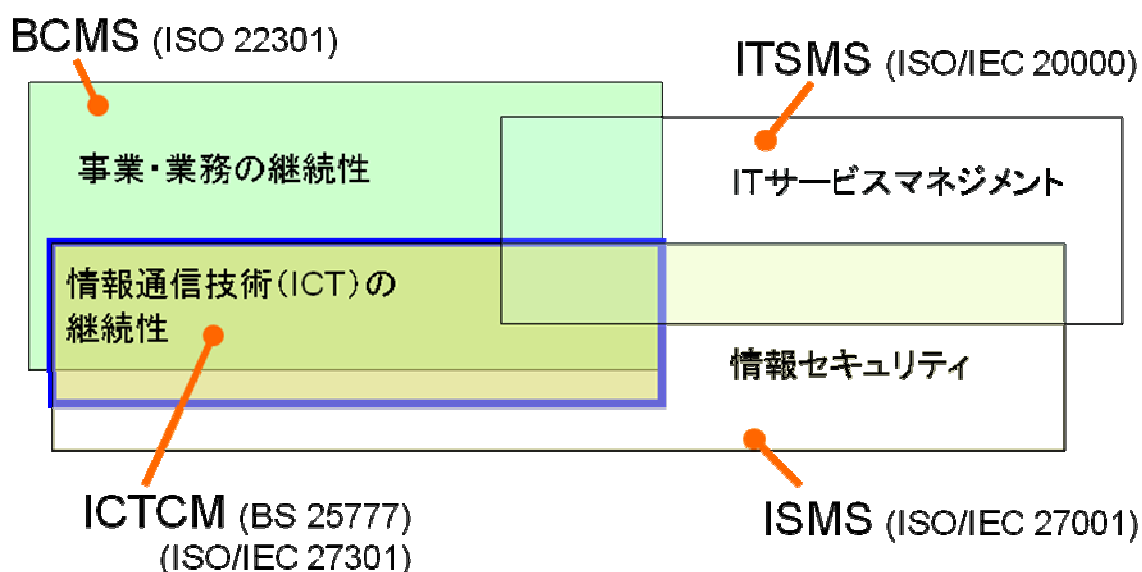 BCMS (ISO 22301)
ITSMS (ISO/IEC 20000)
事業・業務の継続性
ITサービスマネジメント
情報通信技術(ICT)の
継続性
情報セキュリティ
ICTCM (BS 25777)
(ISO/IEC 27301)
ISMS (ISO/IEC 27001)